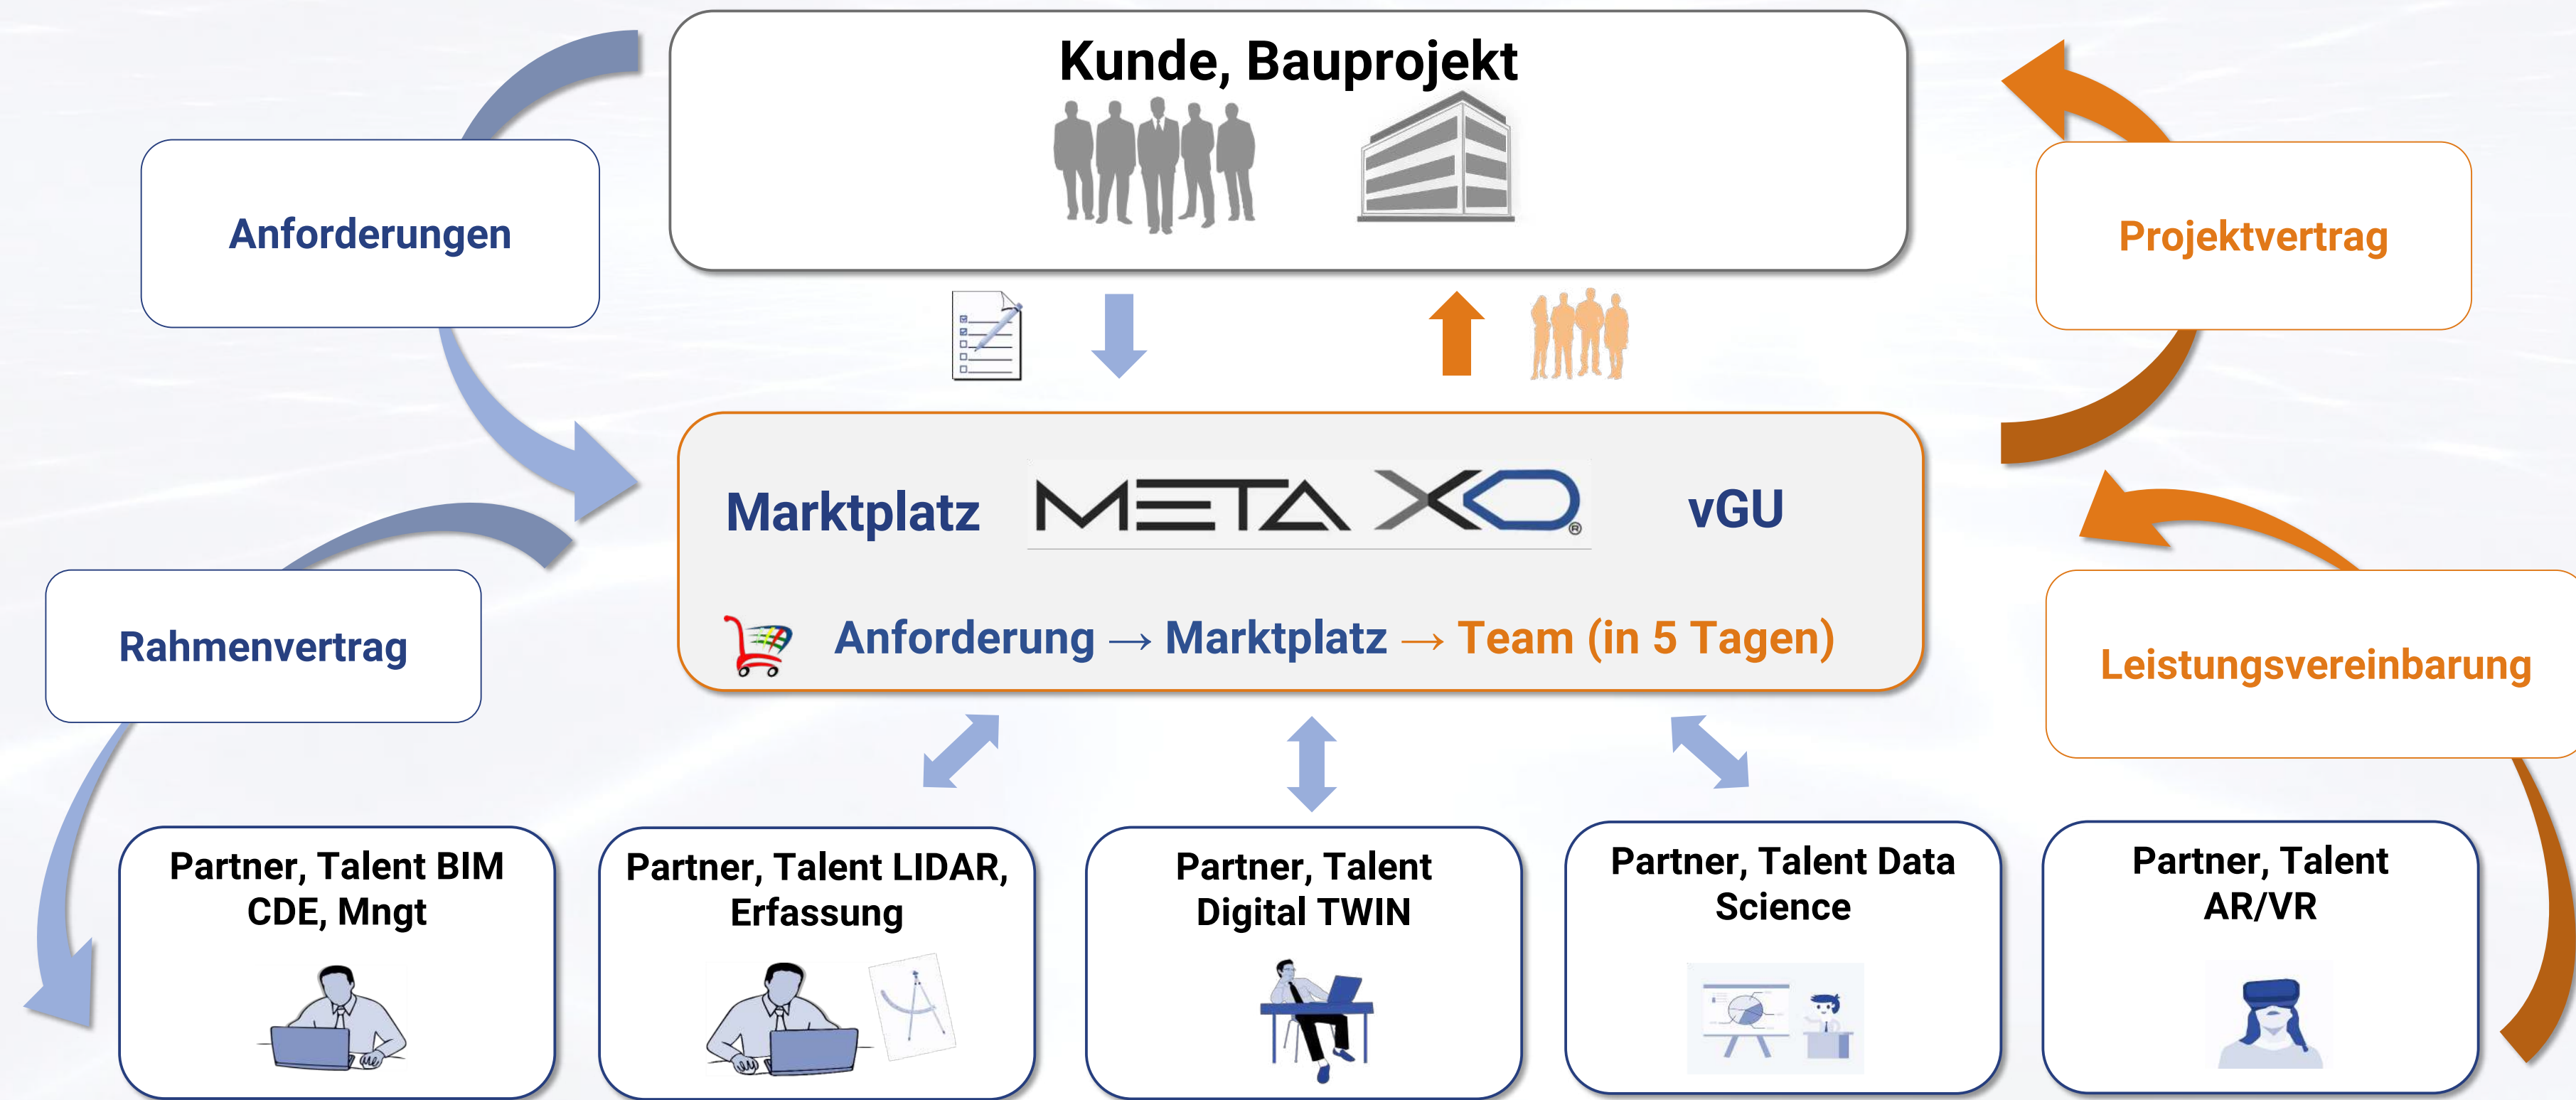 Kunde, Bauprojekt
Anforderungen
Projektvertrag
Marktplatz
META XO®
vGU
Anforderung → Marktplatz → Team (in 5 Tagen)
Rahmenvertrag
Leistungsvereinbarung
Partner, Talent BIM
CDE, Mngt
Partner, Talent LIDAR,
Erfassung
Partner, Talent
Digital TWIN
Partner, Talent Data
Science
Partner, Talent
AR/VR